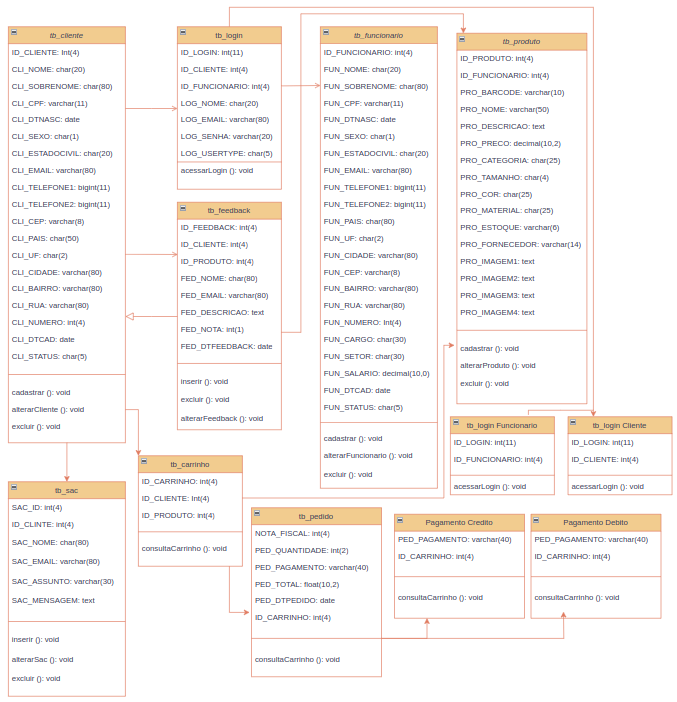 tb_cliente
ID_CLIENTE: Int(4)
CLI_NOME: char(20)
CLI_SOBRENOME: char(80)
CLI_CPF: varchar(11)
CLI_DTNASC: date
CLI_SEXO: char(1)
CLI_ESTADOCIVIL: char(20)
CLI_EMAIL: varchar(80)
CLI_TELEFONE1: bigint(11)
CLI_TELEFONE2: bigint(11)
CLI_CEP: varchar(8)
CLI_PAIS: char(50)
CLI_UF: char(2)
CLI_CIDADE: varchar(80)
CLI_BAIRRO: varchar(80)
CLI_RUA: varchar(80)
CLI_NUMERO: int(4)
CLI_DTCAD: date
CLI_STATUS: char(5)
cadastrar (): void
alterarCliente (): void
excluir (): void
tb_login
ID_LOGIN: int(11)
ID_CLIENTE: int(4)
ID_FUNCIONARIO: int(4)
LOG_NOME: char(20)
LOG_EMAIL: varchar(80)
LOG_SENHA: varchar(20)
LOG_USERTYPE: char(5)
acessarLogin (): void
tb_feedback
ID_FEEDBACK: int(4)
ID_CLIENTE: int(4)
ID_PRODUTO: int(4)
FED_NOME: char(80)
FED_EMAIL: varchar(80)
FED_DESCRICAO: text
FED_NOTA: int(1)
FED_DTFEEDBACK: date
inserir (): void
excluir (): void
alterarFeedback (): void
tb_funcionario
ID_FUNCIONARIO: int(4)
FUN_NOME: char(20)
FUN_SOBRENOME: char(80)
FUN_CPF: varchar(11)
FUN_DTNASC: date
FUN_SEXO: char(1)
FUN_ESTADOCIVIL: char(20)
FUN_EMAIL: varchar(80)
FUN_TELEFONE1: bigint(11)
FUN_TELEFONE2: bigint(11)
FUN_PAIS: char(80)
FUN_UF: char(2)
FUN_CIDADE: varchar(80)
FUN_CEP: varchar(8)
FUN_BAIRRO: varchar(80)
FUN_RUA: varchar(80)
FUN_NUMERO: Int(4)
FUN_CARGO: char(30)
FUN_SETOR: char(30)
FUN_SALARIO: decimal(10,0)
FUN_DTCAD: date
FUN_STATUS: char(5)
cadastrar (): void
alterarFuncionario (): void
excluir (): void
tb_produto
ID_PRODUTO: int(4)
ID_FUNCIONARIO: int(4)
PRO_BARCODE: varchar(10)
PRO_NOME: varchar(50)
PRO_DESCRICAO: text
PRO_PRECO: decimal(10,2)
PRO_CATEGORIA: char(25)
PRO_TAMANHO: char(4)
PRO_COR: char(25)
PRO_MATERIAL: char(25)
PRO_ESTOQUE: varchar(6)
PRO_FORNECEDOR: varchar(14)
PRO_IMAGEM1: text
PRO_IMAGEM2: text
PRO_IMAGEM3: text
PRO_IMAGEM4: text
cadastrar (): void
alterarProduto (): void
excluir (): void
tb_login Funcionario
ID_LOGIN: int(11)
ID_FUNCIONARIO: int(4)
acessarLogin (): void
tb_login Cliente
ID_LOGIN: int(11)
ID_CLIENTE: int(4)
acessarLogin (): void
tb_sac
SAC_ID: int(4)
ID_CLINTE: int(4)
SAC_NOME: char(80)
SAC_EMAIL: varchar(80)
SAC_ASSUNTO: varchar(30)
SAC_MENSAGEM: text
inserir (): void
alterarSac (): void
excluir (): void
tb_carrinho
ID_CARRINHO: int(4)
ID_CLIENTE: Int(4)
ID_PRODUTO: int(4)
consultaCarrinho (): void
tb_pedido
NOTA_FISCAL: int(4)
PED_QUANTIDADE: int(2)
PED_PAGAMENTO: varchar(40)
PED_TOTAL: float(10,2)
PED_DTPEDIDO: date
ID_CARRINHO: int(4)
consultaCarrinho (): void
Pagamento Credito
PED_PAGAMENTO: varchar(40)
ID_CARRINHO: int(4)
consultaCarrinho (): void
Pagamento Debito
PED_PAGAMENTO: varchar(40)
ID_CARRINHO: int(4)
consultaCarrinho (): void